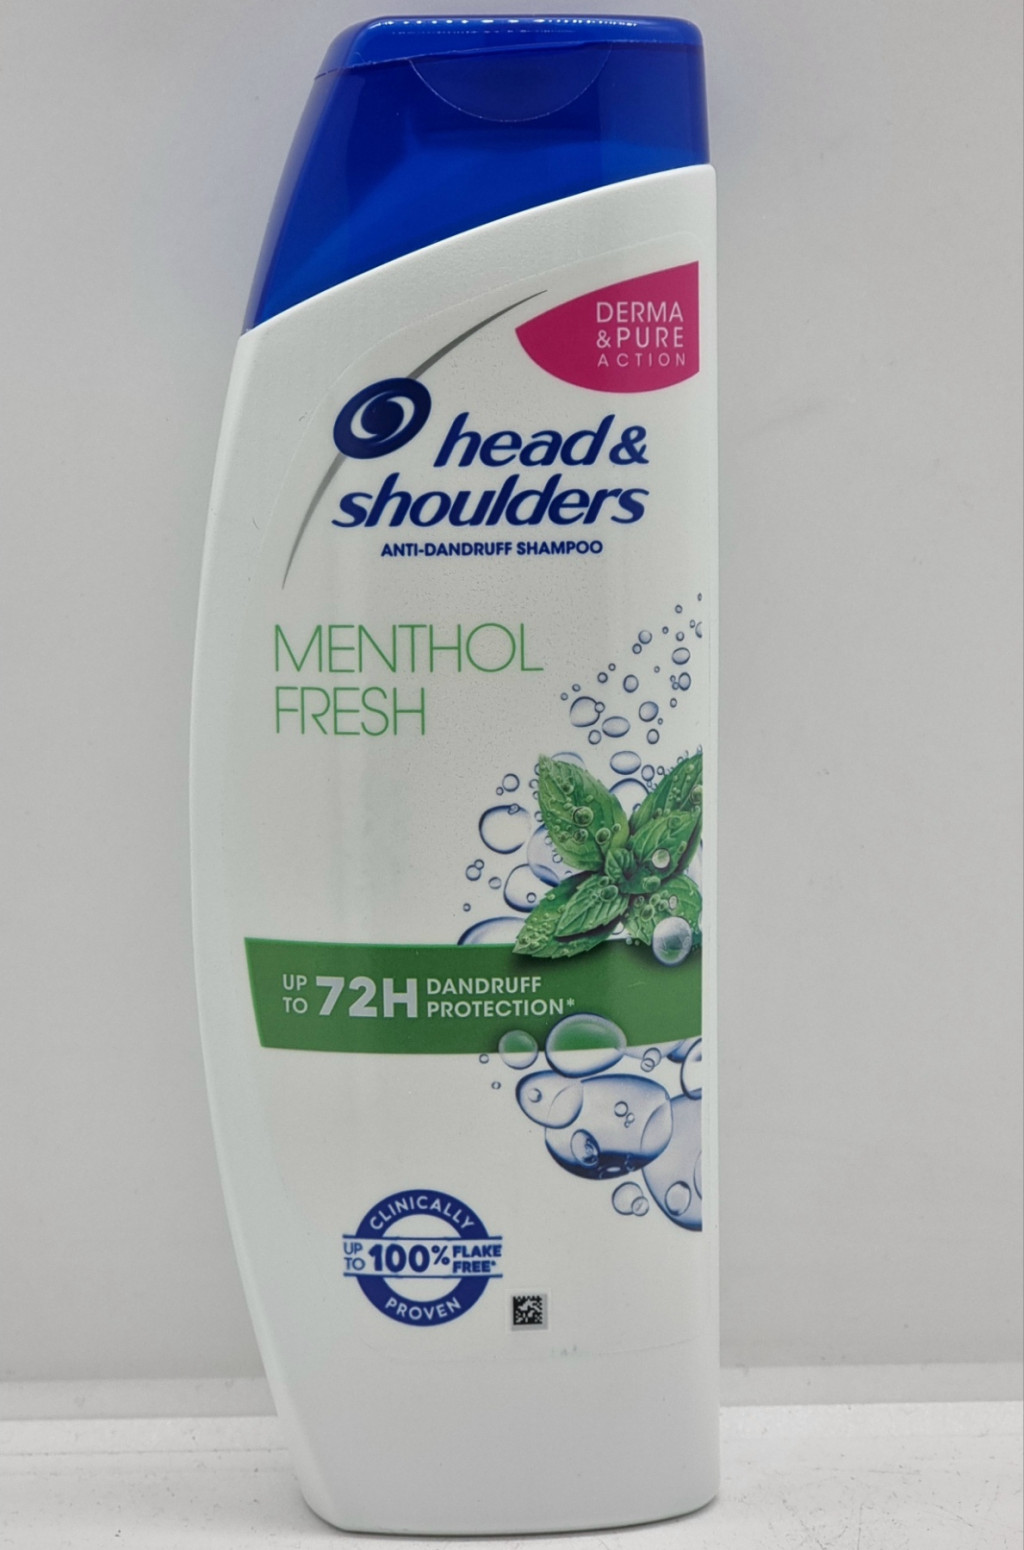 DERMA
&PURE
ACTION
head &
shoulders
ANTI-DANDRUFF SHAMPOO
MENTHOL
FRESH
UP TO 72H DANDRUFF
PROTECTION*
CLINICALLY
UP TO 100% FLAKE
FREE*
PROVEN